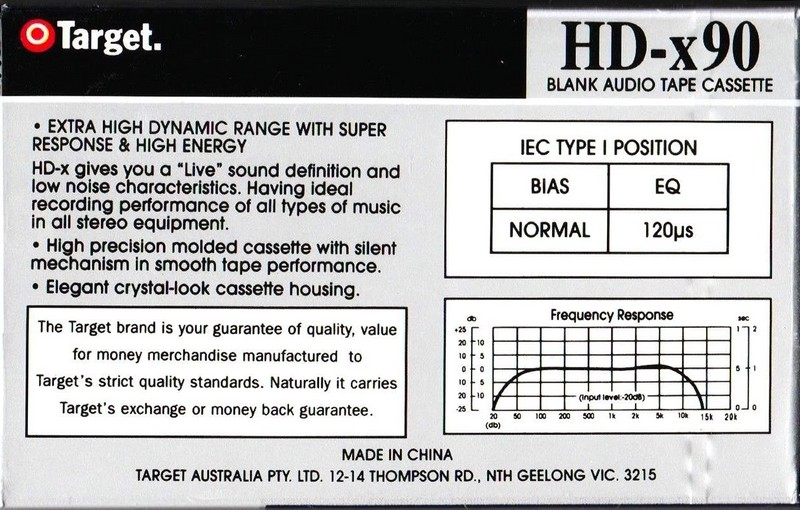 Target.
HD-x90
BLANK AUDIO TAPE CASSETTE
• EXTRA HIGH DYNAMIC RANGE WITH SUPER
RESPONSE & HIGH ENERGY
HD-x gives you a "Live" sound definition and
low noise characteristics. Having ideal
recording performance of all types of music
in all stereo equipment.
• High precision molded cassette with silent
mechanism in smooth tape performance.
• Elegant crystal-look cassette housing.
The Target brand is your guarantee of quality, value
for money merchandise manufactured to
Target's strict quality standards. Naturally it carries
Target's exchange or money back guarantee.
IEC TYPE I POSITION
BIAS EQ
NORMAL 120µs
Frequency Response
db sec
+25 1 2
20 10
10 5
0 0 5 1
10 5
20 10
-25 0 0
(Input level:-20dB)
20 50 100 200 500 1k 2k 5k 10k 15k 20k
(db)
MADE IN CHINA
TARGET AUSTRALIA PTY. LTD. 12-14 THOMPSON RD., NTH GEELONG VIC. 3215